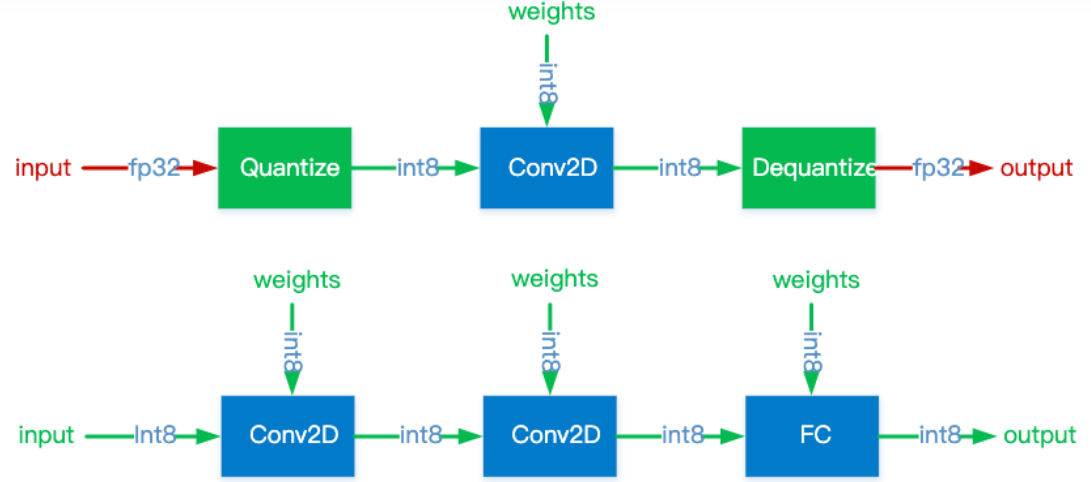 weights
int8
input fp32 Quantize int8 Conv2D int8 Dequantize fp32 output
weights weights weights
int8 int8 int8
input Int8 Conv2D int8 Conv2D int8 FC int8 output